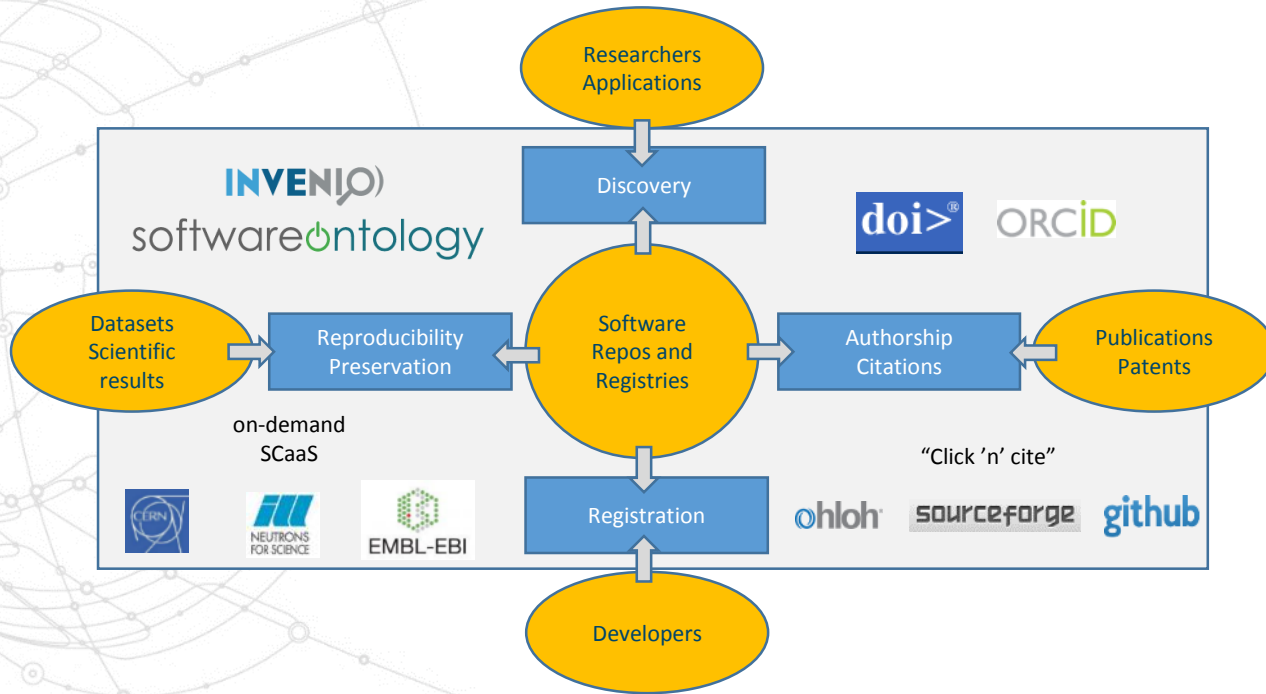 Researchers
Applications
INVENIO
Discovery
softwareontology
doi>®
ORCID
Datasets
Scientific
results
Reproducibility
Preservation
Software
Repos and
Registries
Authorship
Citations
Publications
Patents
on-demand
SCaaS
“Click ’n’ cite”
CERN
ill
NEUTRONS
FOR SCIENCE
EMBL-EBI
Registration
ohloh
sourceforge
github
Developers